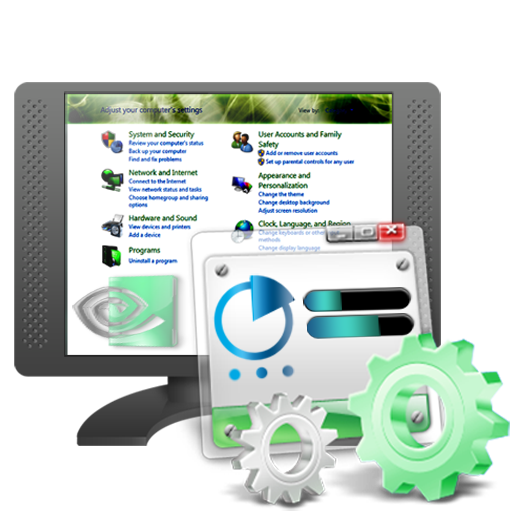 Adjust your computer's settings
View by:
System and Security
Review your computer's status
Back up your computer
Find and fix problems
Network and Internet
Connect to the Internet
View network status and tasks
Choose homegroup and sharing
options
Hardware and Sound
View devices and printers
Add a device
Programs
Uninstall a program
User Accounts and Family
Safety
Add or remove user accounts
Set up parental controls for any user
Appearance and
Personalization
Change the theme
Change desktop background
Adjust screen resolution
Clock, Language, and Region
Change keyboards or other
methods
Change display language